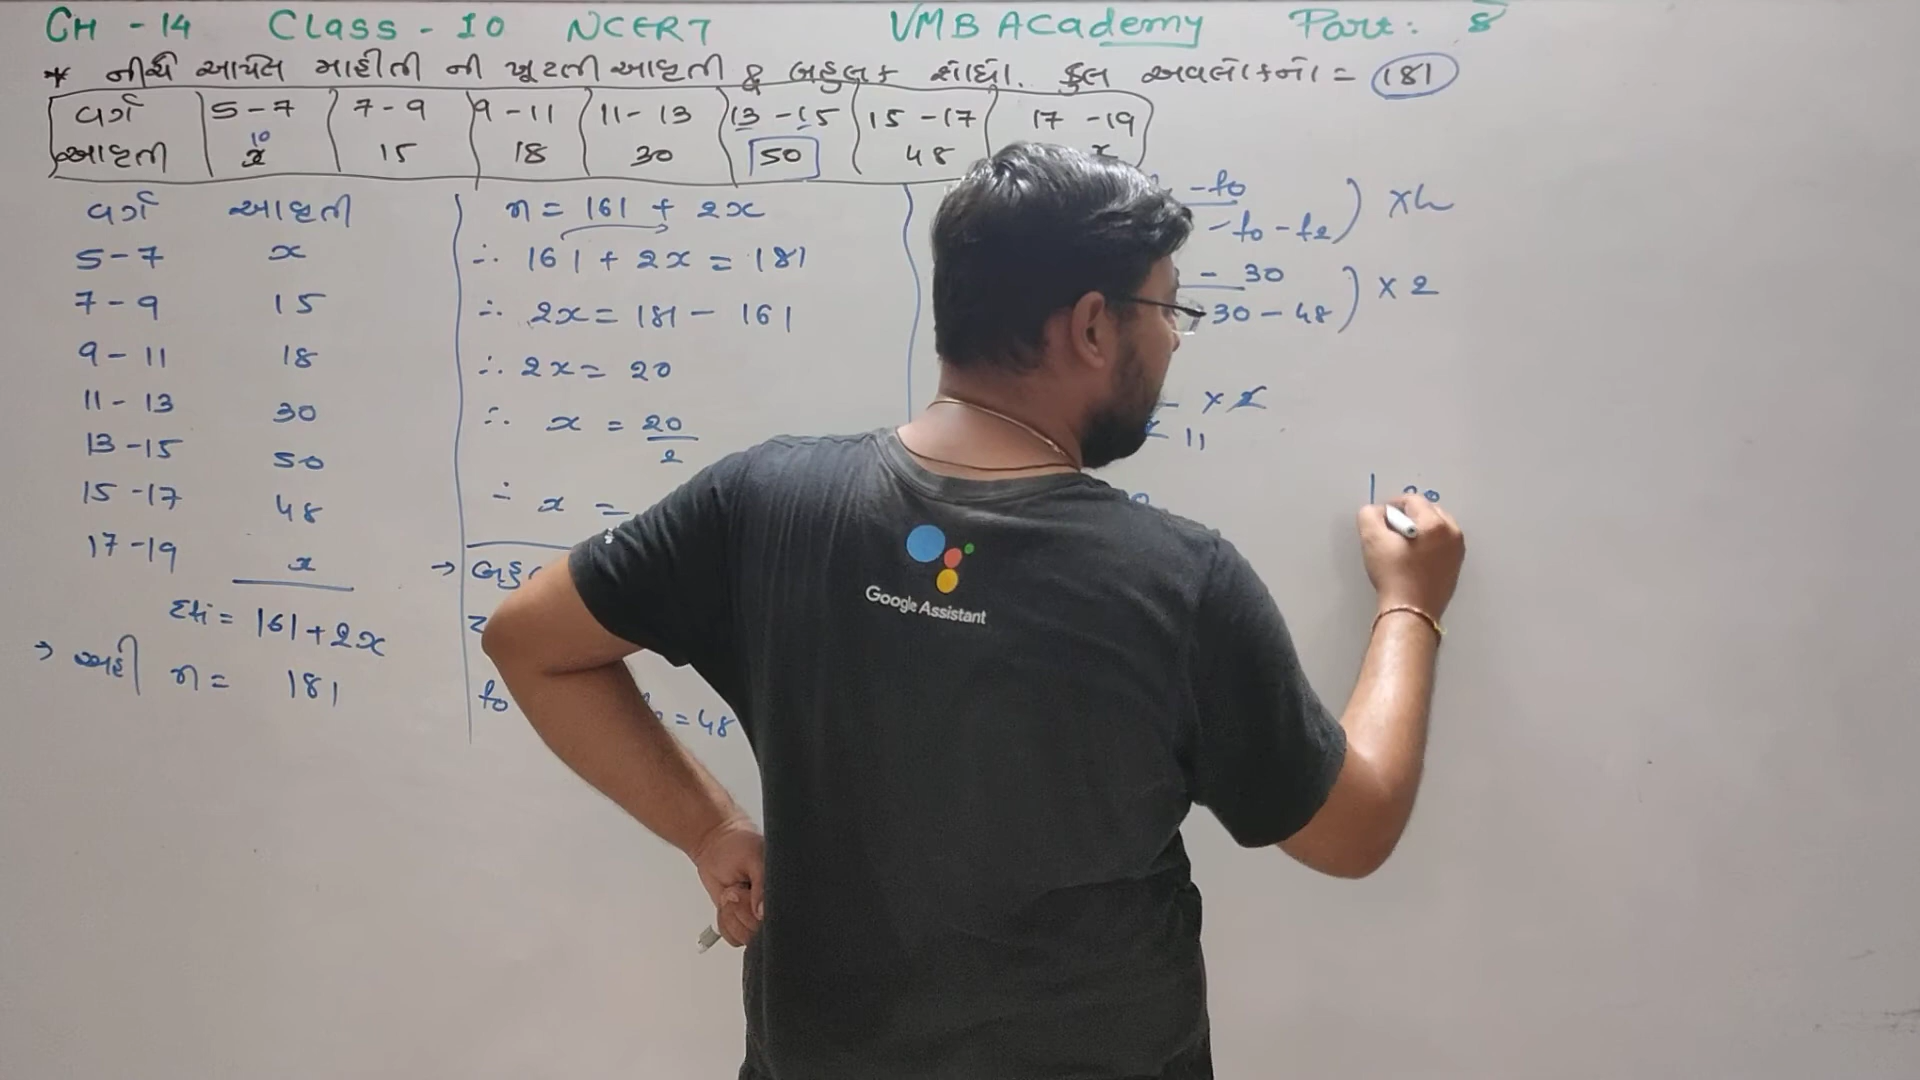 CH - 14 Class - 10 NCERT VMB Academy Part : 8
* નીચે આપેલ માહીતી ની ખૂટતી આવૃતી & બહુલક શોધો. કુલ અવલોકનો = 181
વર્ગ 5-7 7-9 9-11 11-13 13-15 15-17 17-19
આવૃતી 10 x 15 18 30 50 48 x
વર્ગ આવૃતી
5-7 x
7-9 15
9-11 18
11-13 30
13-15 50
15-17 48
17-19 x
Σfi = 161+2x
→ અહી n = 181
n = 161 + 2x
∴ 161 + 2x = 181
∴ 2x = 181 - 161
∴ 2x = 20
∴ x = 20
2
∴ x =
→
z
f0 = 48
- f0
- f0 - f2) xh
- 30
30 - 48) x 2
x 2
11
Google Assistant